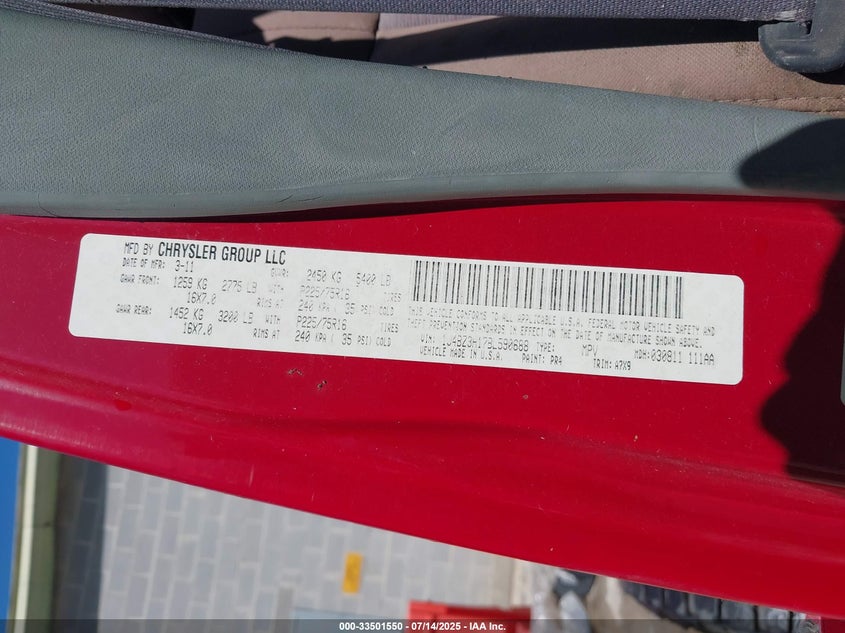 MFD BY CHRYSLER GROUP LLC
DATE OF MFR: 3-11 GVWR: 2450 KG 5400 LB
GAWR FRONT: 1259 KG 2775 LB WITH P225/75R16 TIRES
16X7.0 RIMS AT 240 KPA ( 35 PSI) COLD
GAWR REAR: 1452 KG 3200 LB WITH P225/75R16 TIRES
16X7.0 RIMS AT 240 KPA ( 35 PSI) COLD
THIS VEHICLE CONFORMS TO ALL APPLICABLE U.S.A. FEDERAL MOTOR VEHICLE SAFETY AND
THEFT PREVENTION STANDARDS IN EFFECT ON THE DATE OF MANUFACTURE SHOWN ABOVE.
VIN: TYPE: MPV MDH: 030811 111AA
VEHICLE MADE IN U.S.A. PAINT: PR4 TRIM: A7X9
000-33501550 / 07/14/2025 - IAA Inc.